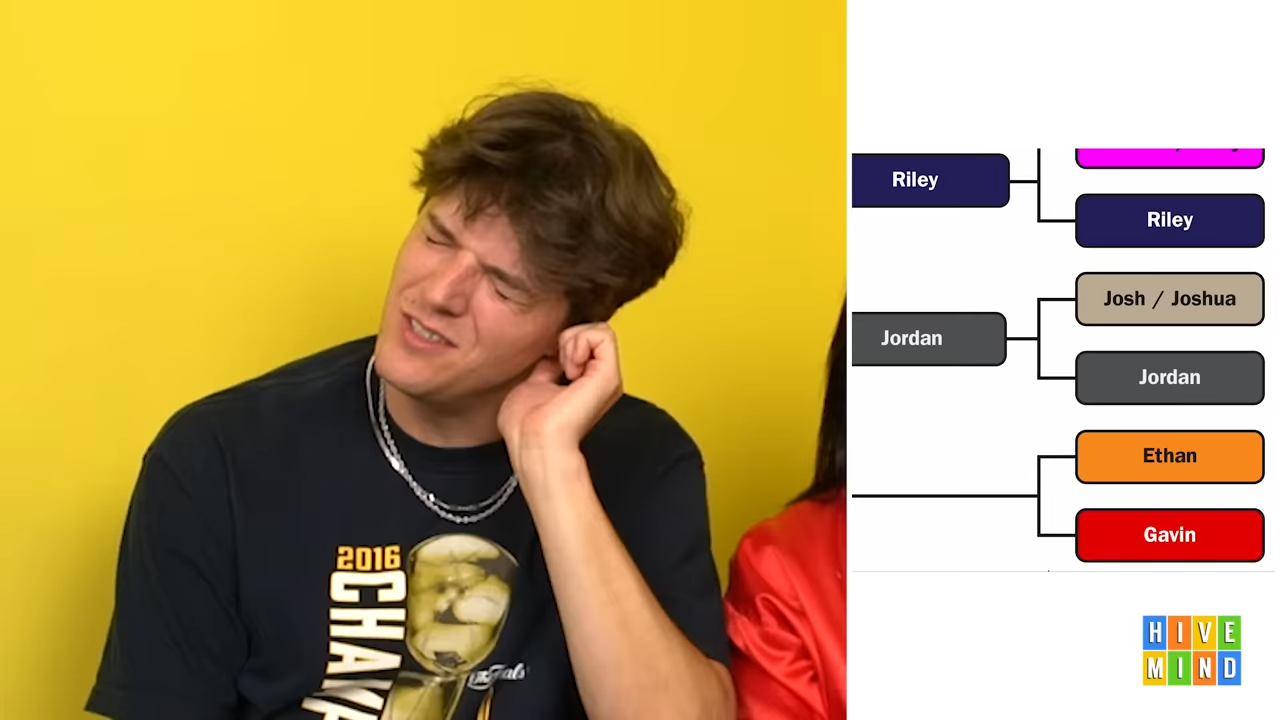 Riley
Riley
Josh / Joshua
Jordan
Jordan
Ethan
Gavin
2016
HIVE
MIND